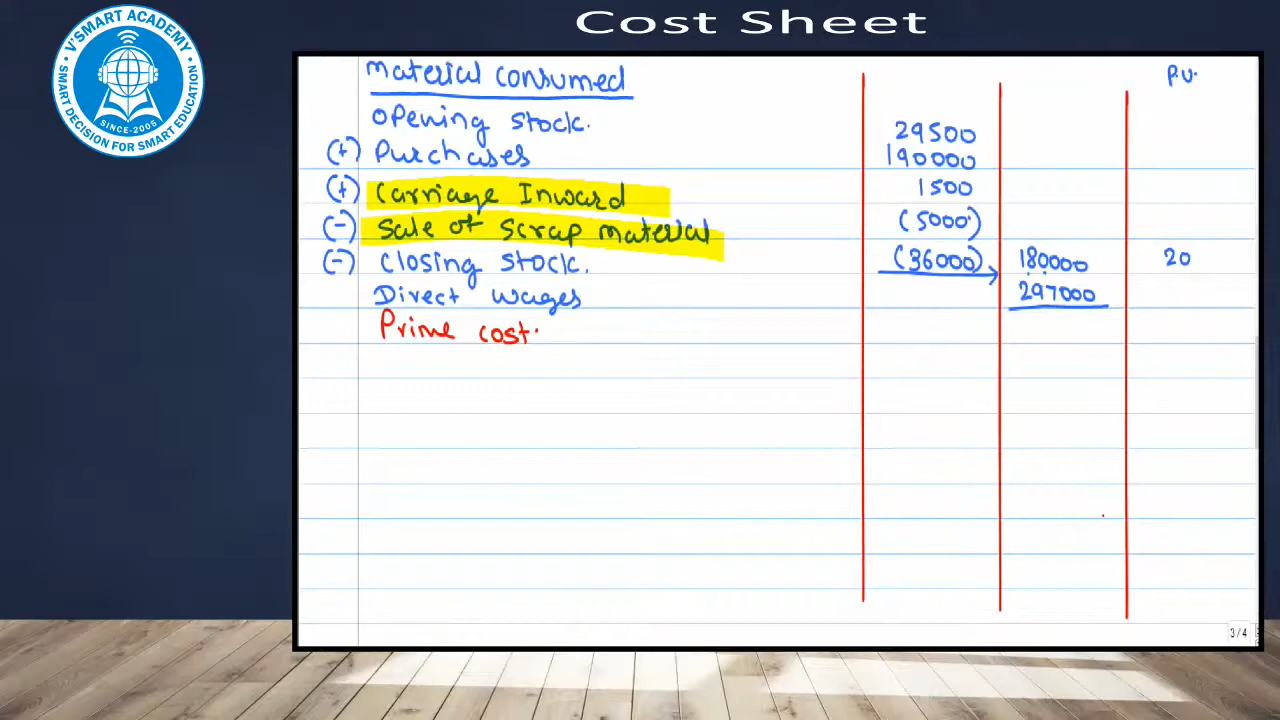 Cost Sheet
V'SMART ACADEMY
SINCE-2005
SMART DECISION FOR SMART EDUCATION
P.U.
Material consumed
Opening stock. 29500
(+) Purchases 190000
(+) Carriage Inward 1500
(-) Sale of Scrap Material (5000)
(-) Closing stock. (36000) 180000 20
Direct wages 297000
Prime cost.
3/4